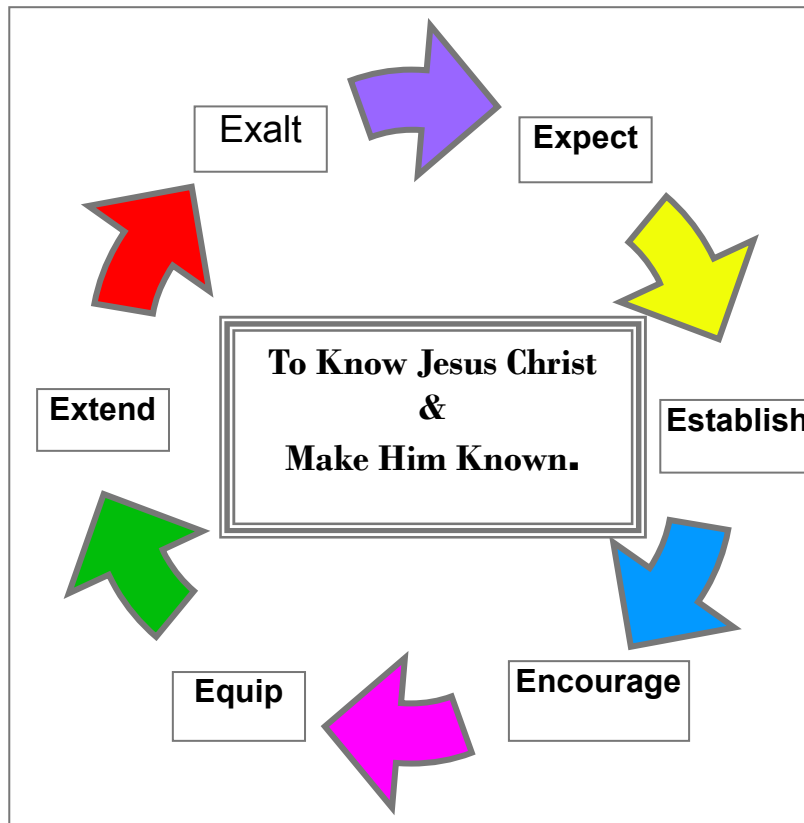 Exalt
Expect
To Know Jesus Christ
&
Make Him Known.
Extend
Establish
Equip
Encourage